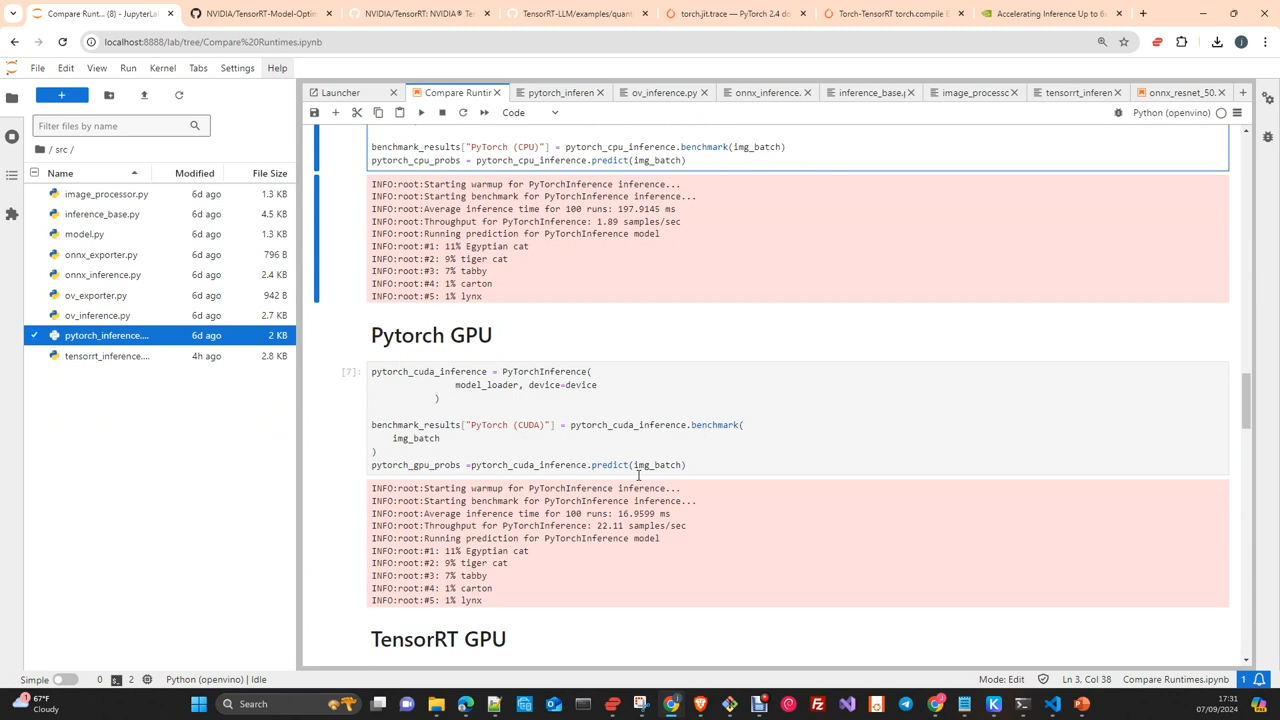 Compare Run... (8) - JupyterLab
NVIDIA/TensorRT-Model-Optim
NVIDIA/TensorRT: NVIDIA® Ten
TensorRT-LLM/examples/quant
torch.jit.trace — PyTorch 2.4 do
Torch-TensorRT torch.compile B
Accelerating Inference Up to 6x
localhost:8888/lab/tree/Compare%20Runtimes.ipynb
File Edit View Run Kernel Tabs Settings Help
Launcher
Compare Runtir
pytorch_inferen
ov_inference.py
onnx_inference.
inference_base.p
image_processc
tensorrt_inferen
onnx_resnet_50.
Code
Python (openvino)
Filter files by name
/ src /
Name Modified File Size
image_processor.py 6d ago 1.3 KB
inference_base.py 6d ago 4.5 KB
model.py 6d ago 1.3 KB
onnx_exporter.py 6d ago 796 B
onnx_inference.py 6d ago 2.4 KB
ov_exporter.py 6d ago 942 B
ov_inference.py 6d ago 2.7 KB
pytorch_inference.... 6d ago 2 KB
tensorrt_inference.... 4h ago 2.8 KB
benchmark_results["PyTorch (CPU)"] = pytorch_cpu_inference.benchmark(img_batch)
pytorch_cpu_probs = pytorch_cpu_inference.predict(img_batch)
INFO:root:Starting warmup for PyTorchInference inference...
INFO:root:Starting benchmark for PyTorchInference inference...
INFO:root:Average inference time for 100 runs: 197.9145 ms
INFO:root:Throughput for PyTorchInference: 1.89 samples/sec
INFO:root:Running prediction for PyTorchInference model
INFO:root:#1: 11% Egyptian cat
INFO:root:#2: 9% tiger cat
INFO:root:#3: 7% tabby
INFO:root:#4: 1% carton
INFO:root:#5: 1% lynx
Pytorch GPU
[7]:
pytorch_cuda_inference = PyTorchInference(
model_loader, device=device
)
benchmark_results["PyTorch (CUDA)"] = pytorch_cuda_inference.benchmark(
img_batch
)
pytorch_gpu_probs =pytorch_cuda_inference.predict(img_batch)
INFO:root:Starting warmup for PyTorchInference inference...
INFO:root:Starting benchmark for PyTorchInference inference...
INFO:root:Average inference time for 100 runs: 16.9599 ms
INFO:root:Throughput for PyTorchInference: 22.11 samples/sec
INFO:root:Running prediction for PyTorchInference model
INFO:root:#1: 11% Egyptian cat
INFO:root:#2: 9% tiger cat
INFO:root:#3: 7% tabby
INFO:root:#4: 1% carton
INFO:root:#5: 1% lynx
TensorRT GPU
Simple 0 2 Python (openvino) | Idle Mode: Edit Ln 3, Col 38 Compare Runtimes.ipynb 1
67°F
Cloudy
Search
17:31
07/09/2024